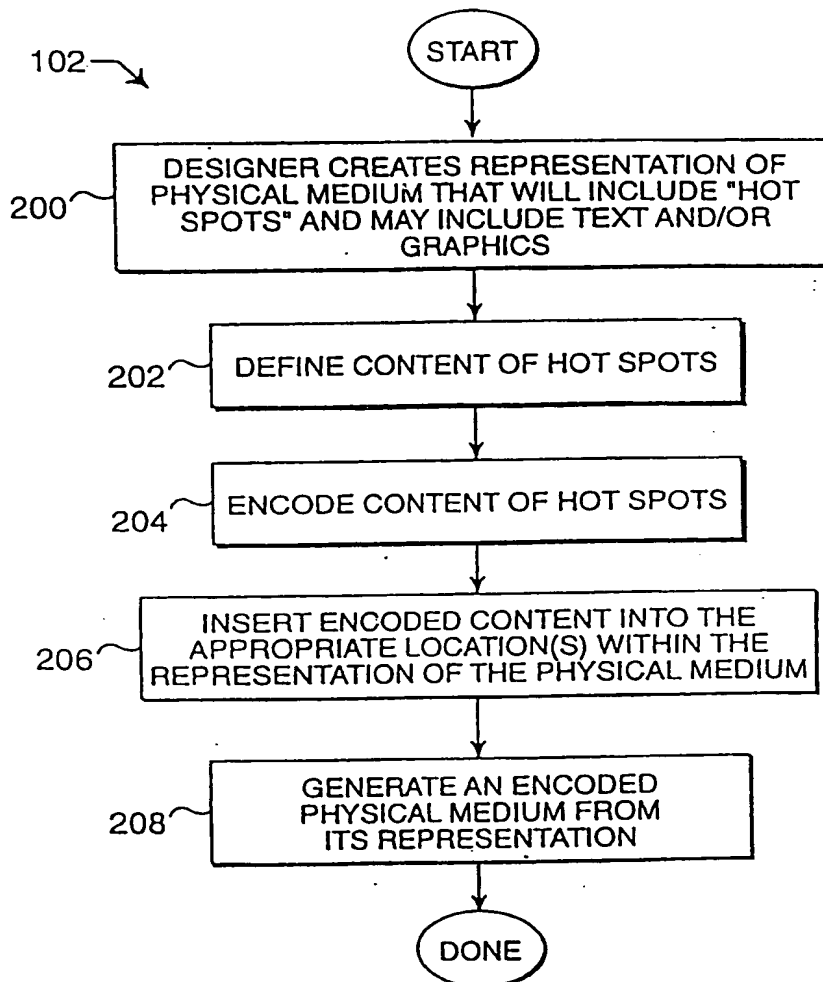 START
102
DESIGNER CREATES REPRESENTATION OF
PHYSICAL MEDIUM THAT WILL INCLUDE "HOT
SPOTS" AND MAY INCLUDE TEXT AND/OR
GRAPHICS
200
DEFINE CONTENT OF HOT SPOTS
202
ENCODE CONTENT OF HOT SPOTS
204
INSERT ENCODED CONTENT INTO THE
APPROPRIATE LOCATION(S) WITHIN THE
REPRESENTATION OF THE PHYSICAL MEDIUM
206
GENERATE AN ENCODED
PHYSICAL MEDIUM FROM
ITS REPRESENTATION
208
DONE